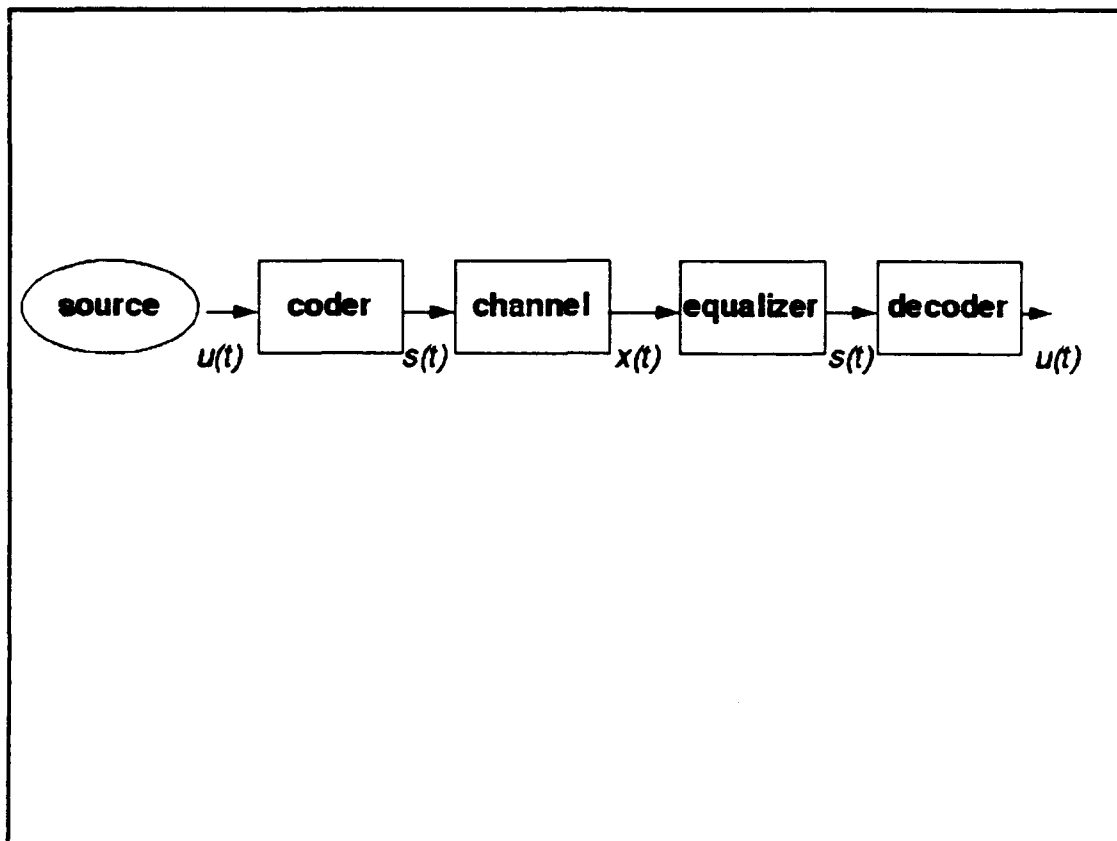 source coder channel equalizer decoder
u(t) s(t) x(t) s(t) u(t)